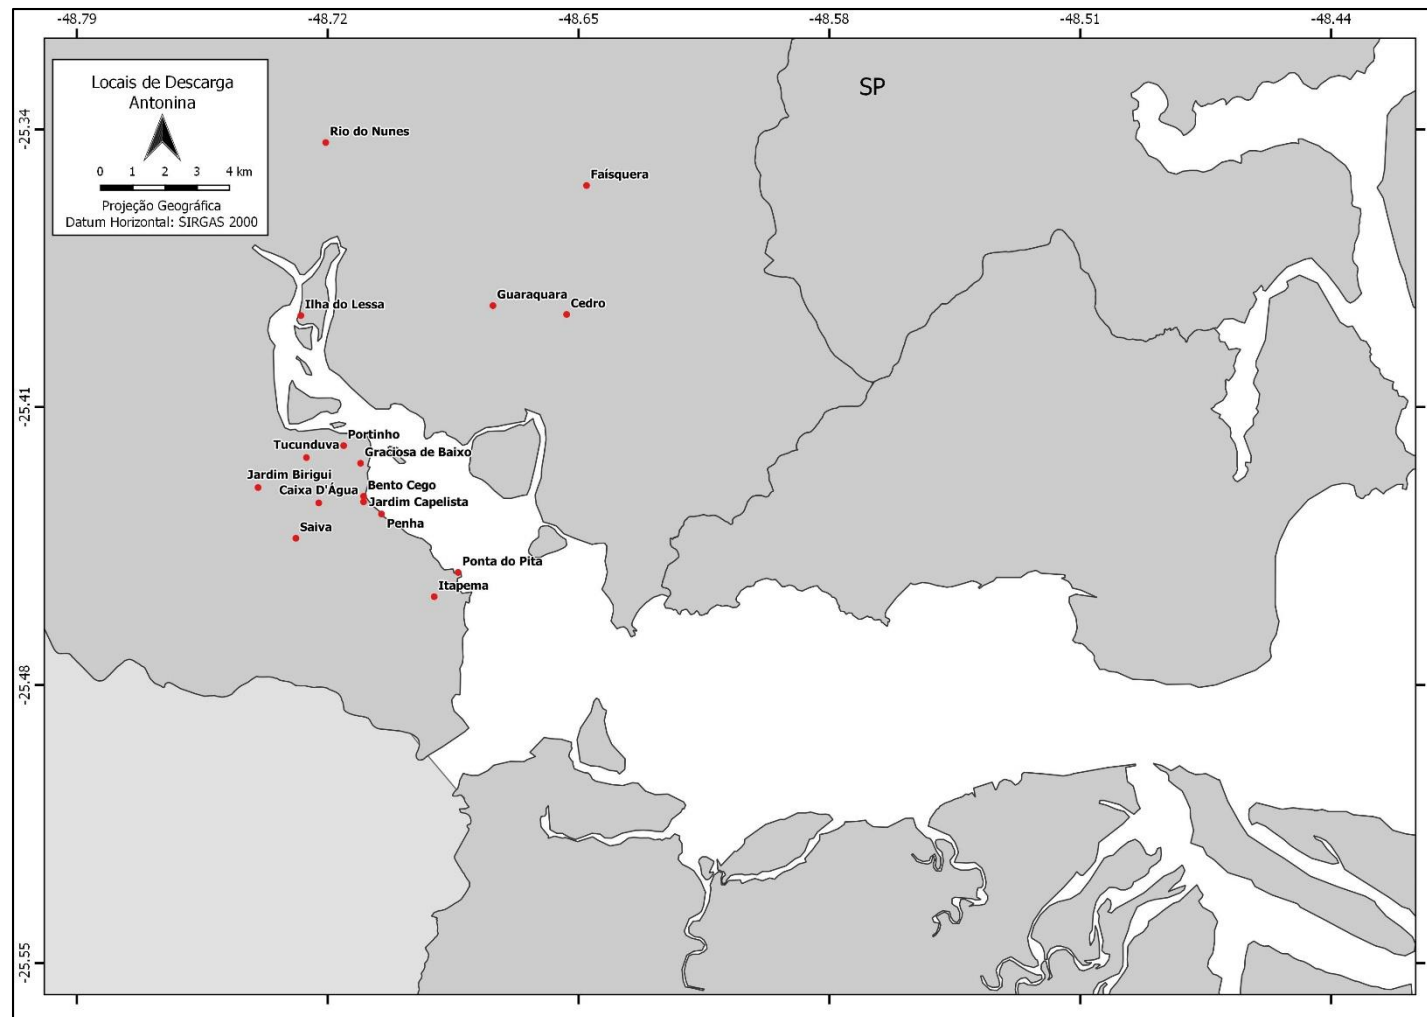 -48.79
-48.72
-48.65
-48.58
-48.51
-48.44
Locais de Descarga
Antonina
0 1 2 3 4 km
Projeção Geográfica
Datum Horizontal: SIRGAS 2000
SP
-25.34
Rio do Nunes
Faísquera
Guaraquara
Cedro
Ilha do Lessa
-25.41
Portinho
Tucunduva
Graciosa de Baixo
Jardim Birigui
Caixa D'Água
Bento Cego
Jardim Capelista
Penha
Saiva
Ponta do Pita
Itapema
-25.48
-25.55